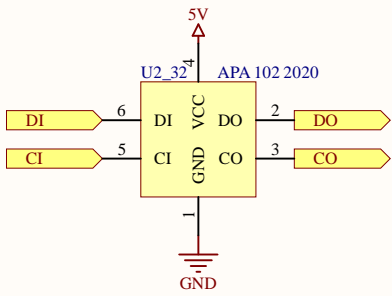 5V
U2_32 APA 102 2020
4
DI 6 DI VCC DO 2 DO
CI 5 CI GND CO 3 CO
1
GND